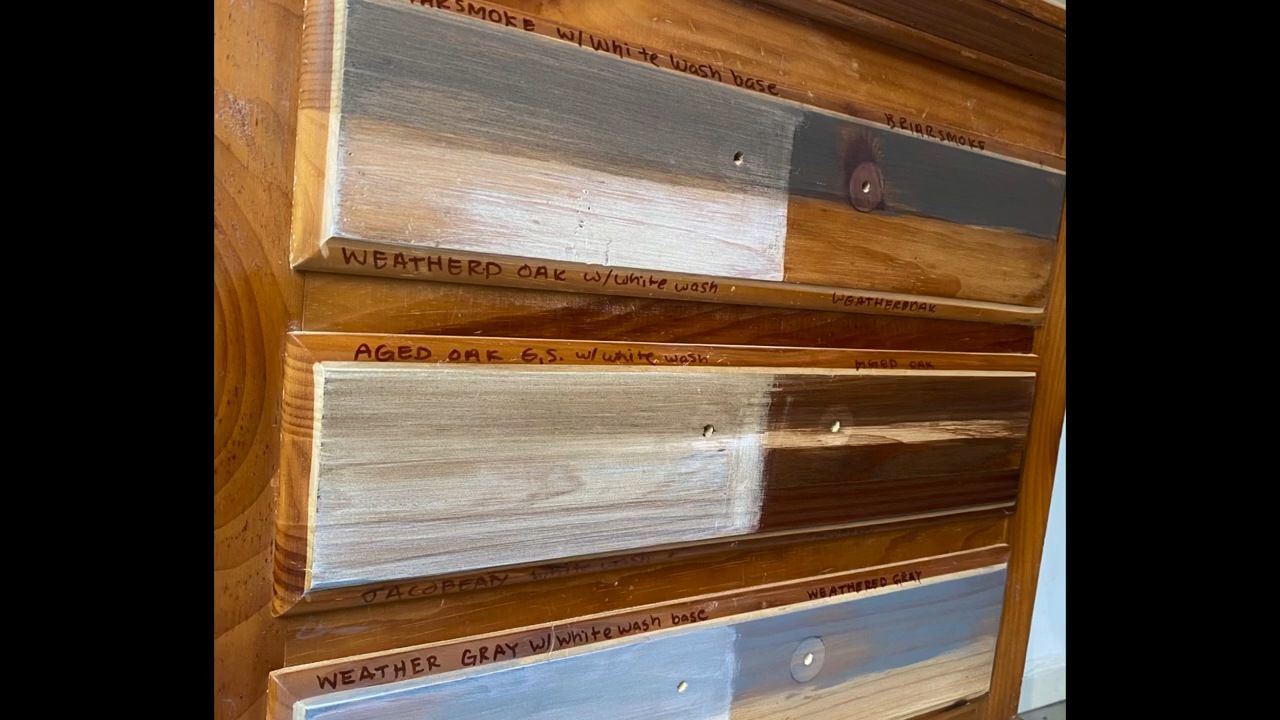 ARSMOKE w/White Wash base
BRIARSMOKE
WEATHERD OAK w/white wash
WEATHERDOAK
AGED OAK G.S. w/white wash
AGED OAK
JACOBEAN
WEATHERED GRAY
WEATHER GRAY w/White wash base